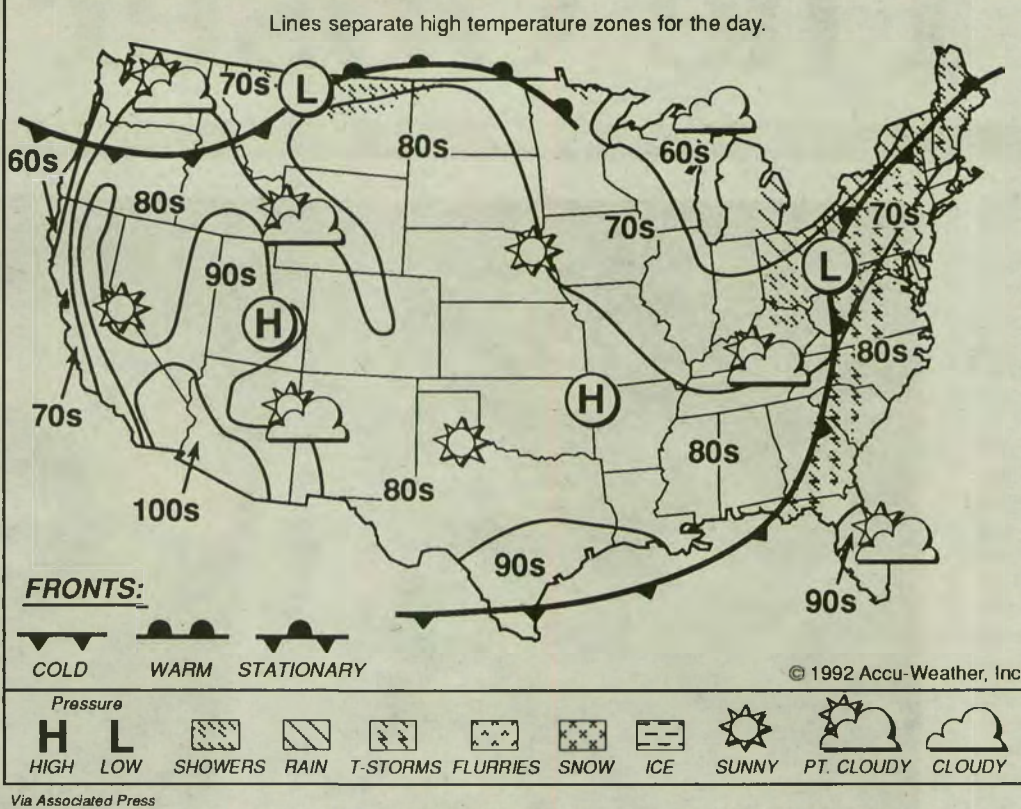 Lines separate high temperature zones for the day.
70s
L
60s
80s
60s
80s
70s
70s
90s
L
H
80s
70s
H
80s
80s
100s
90s
90s
FRONTS:
COLD WARM STATIONARY
© 1992 Accu-Weather, Inc
Pressure
H L
HIGH LOW SHOWERS RAIN T-STORMS FLURRIES SNOW ICE SUNNY PT. CLOUDY CLOUDY
Via Associated Press